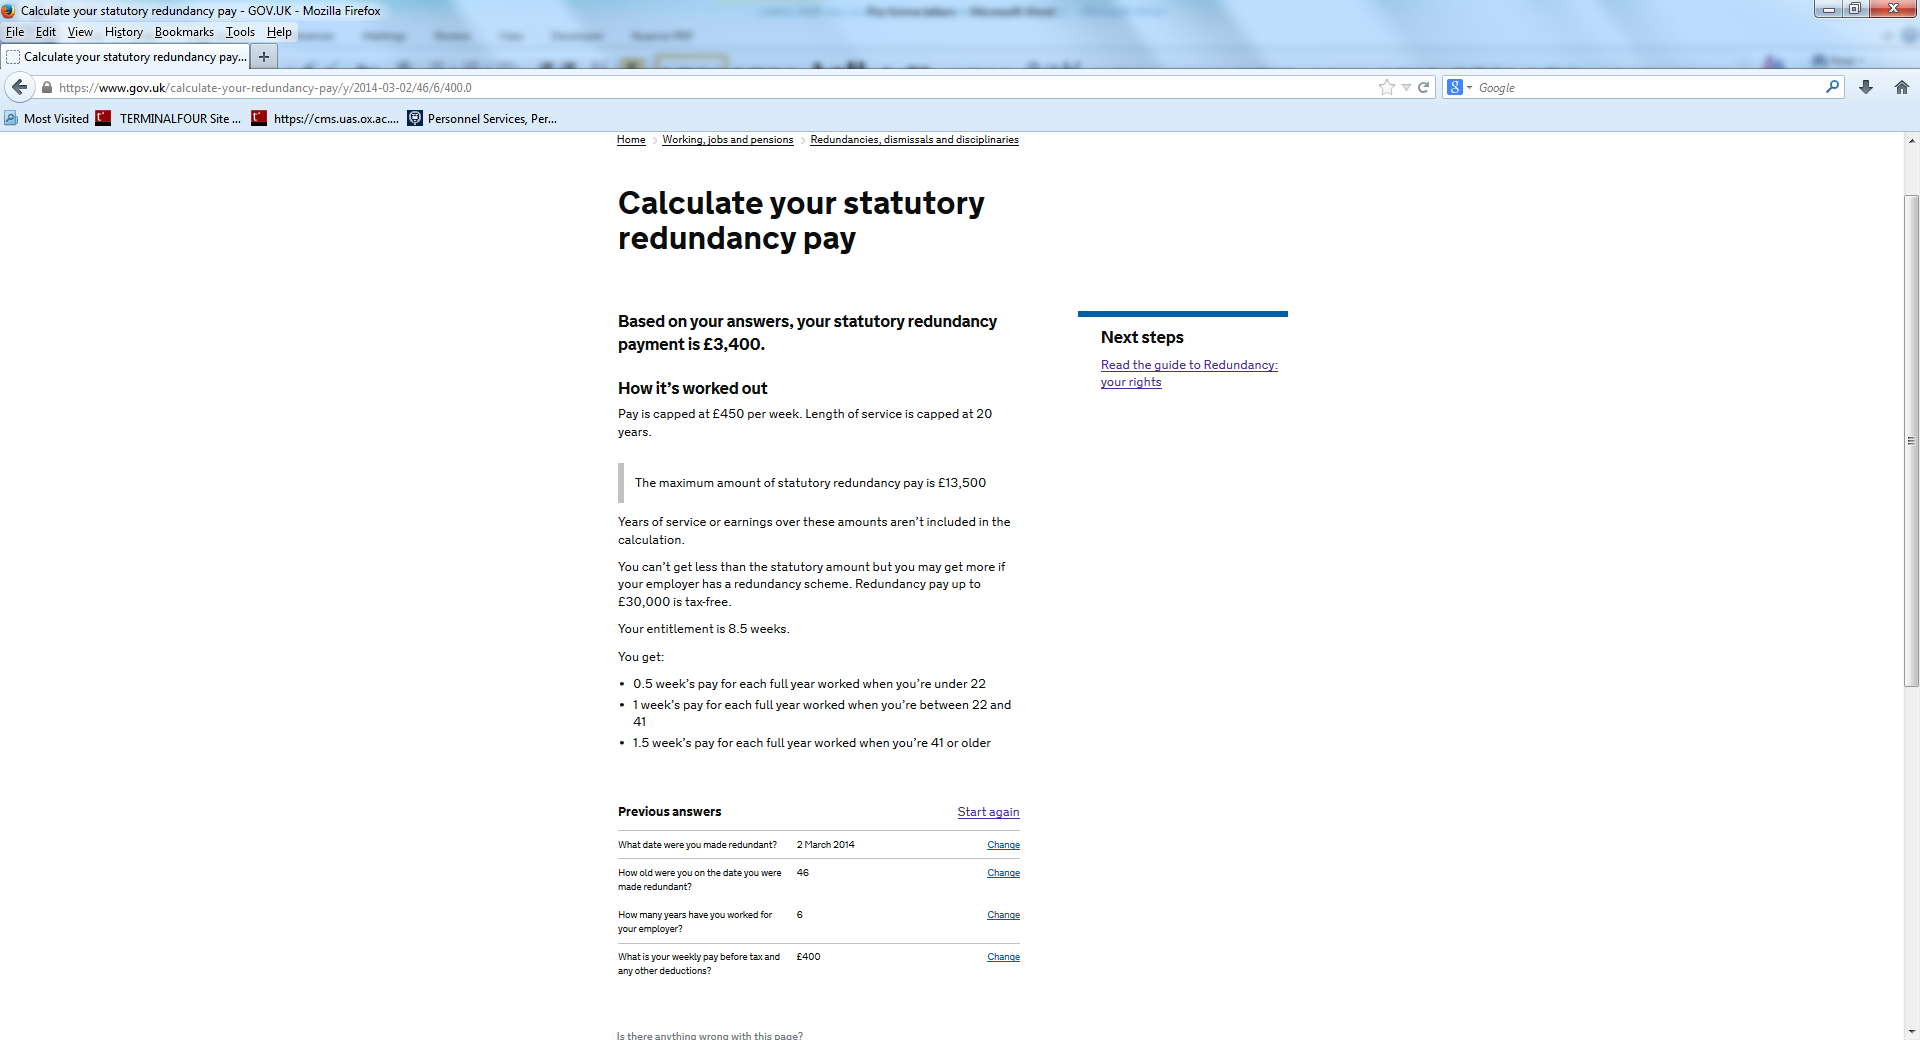 Calculate your statutory redundancy pay - GOV.UK - Mozilla Firefox
File Edit View History Bookmarks Tools Help
Calculate your statutory redundancy pay...
https://www.gov.uk/calculate-your-redundancy-pay/y/2014-03-02/46/6/400.0
Google
Most Visited TERMINALFOUR Site ... https://cms.uas.ox.ac.... Personnel Services, Per...
Home Working, jobs and pensions Redundancies, dismissals and disciplinaries
Calculate your statutory
redundancy pay
Based on your answers, your statutory redundancy
payment is £3,400.
Next steps
Read the guide to Redundancy:
your rights
How it's worked out
Pay is capped at £450 per week. Length of service is capped at 20
years.
The maximum amount of statutory redundancy pay is £13,500
Years of service or earnings over these amounts aren't included in the
calculation.
You can't get less than the statutory amount but you may get more if
your employer has a redundancy scheme. Redundancy pay up to
£30,000 is tax-free.
Your entitlement is 8.5 weeks.
You get:
• 0.5 week's pay for each full year worked when you're under 22
• 1 week's pay for each full year worked when you're between 22 and
41
• 1.5 week's pay for each full year worked when you're 41 or older
Previous answers Start again
What date were you made redundant? 2 March 2014 Change
How old were you on the date you were 46 Change
made redundant?
How many years have you worked for 6 Change
your employer?
What is your weekly pay before tax and £400 Change
any other deductions?
Is there anything wrong with this page?